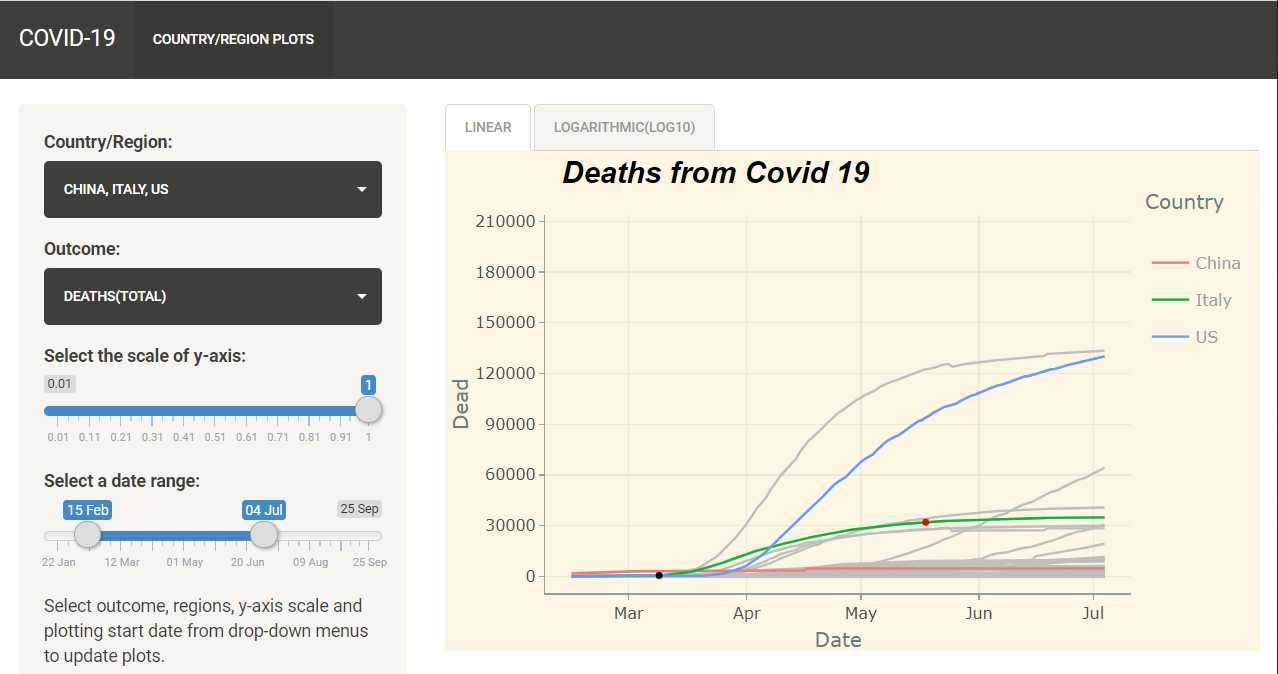 COVID-19
COUNTRY/REGION PLOTS
Country/Region:
CHINA, ITALY, US
Outcome:
DEATHS(TOTAL)
Select the scale of y-axis:
0.01
1
0.01 0.11 0.21 0.31 0.41 0.51 0.61 0.71 0.81 0.91 1
Select a date range:
15 Feb
04 Jul
25 Sep
22 Jan 12 Mar 01 May 20 Jun 09 Aug 25 Sep
Select outcome, regions, y-axis scale and
plotting start date from drop-down menus
to update plots.
LINEAR
LOGARITHMIC(LOG10)
Deaths from Covid 19
Dead
210000
180000
150000
120000
90000
60000
30000
0
Mar Apr May Jun Jul
Date
Country
China
Italy
US